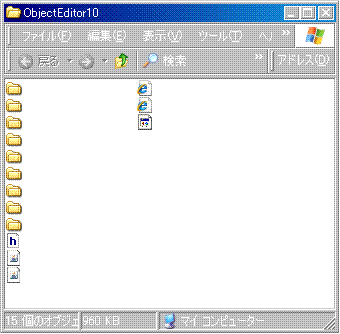 ObjectEditor10
ファイル(F) 編集(E) 表示(V) ツール(T) ヘ »
戻る 検索 » アドレス(D)
h
15 個のオブジェ 960 KB マイ コンピューター